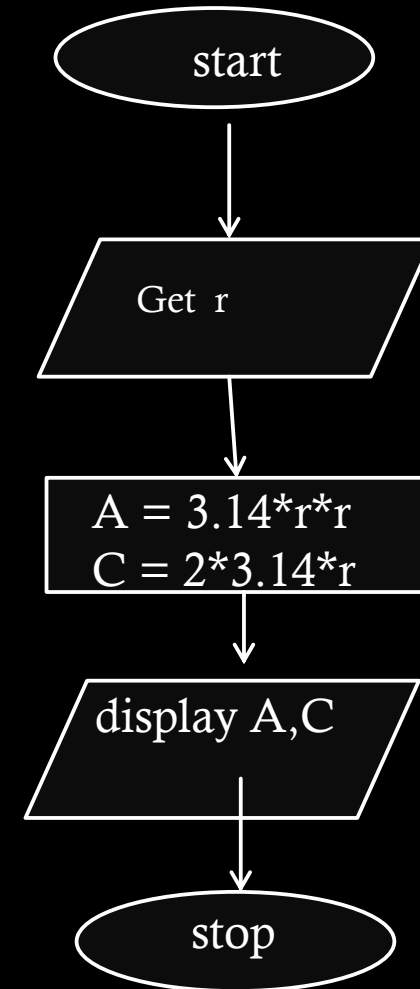 start
Get r
A = 3.14*r*r
C = 2*3.14*r
display A,C
stop